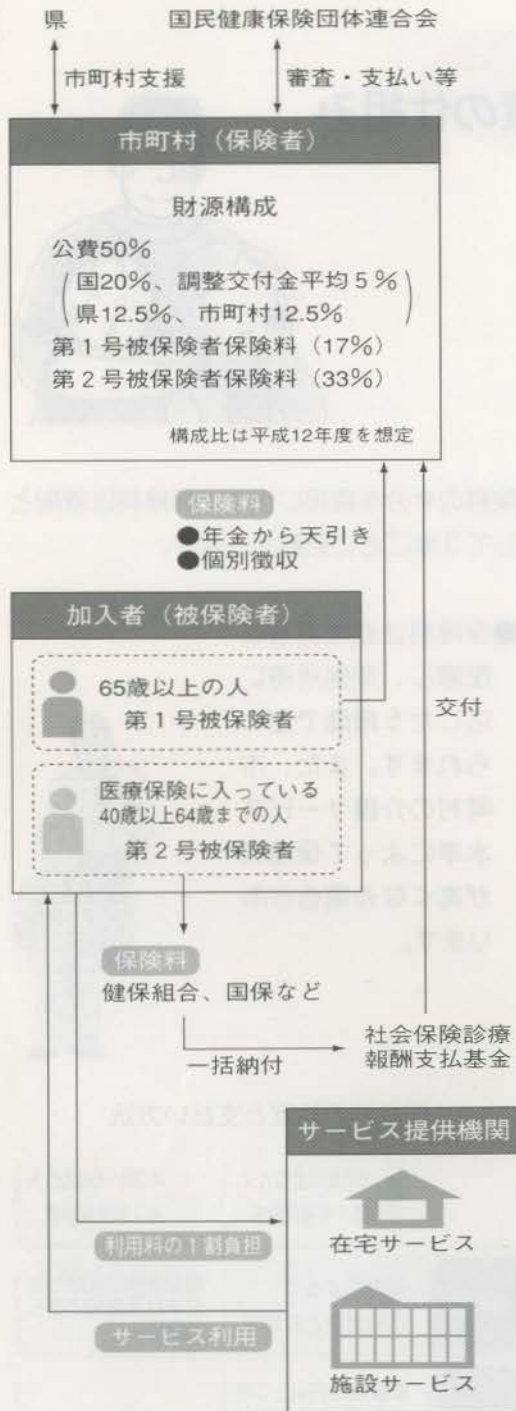 県
国民健康保険団体連合会
市町村支援
審査・支払い等
市町村（保険者）
財源構成
公費50％
（国20％、調整交付金平均５％
県12.5％、市町村12.5％）
第１号被保険者保険料（17％）
第２号被保険者保険料（33％）
構成比は平成12年度を想定
保険料
●年金から天引き
●個別徴収
加入者（被保険者）
65歳以上の人
第１号被保険者
交付
医療保険に入っている
40歳以上64歳までの人
第２号被保険者
保険料
健保組合、国保など
一括納付
社会保険診療
報酬支払基金
サービス提供機関
在宅サービス
利用料の１割負担
サービス利用
施設サービス